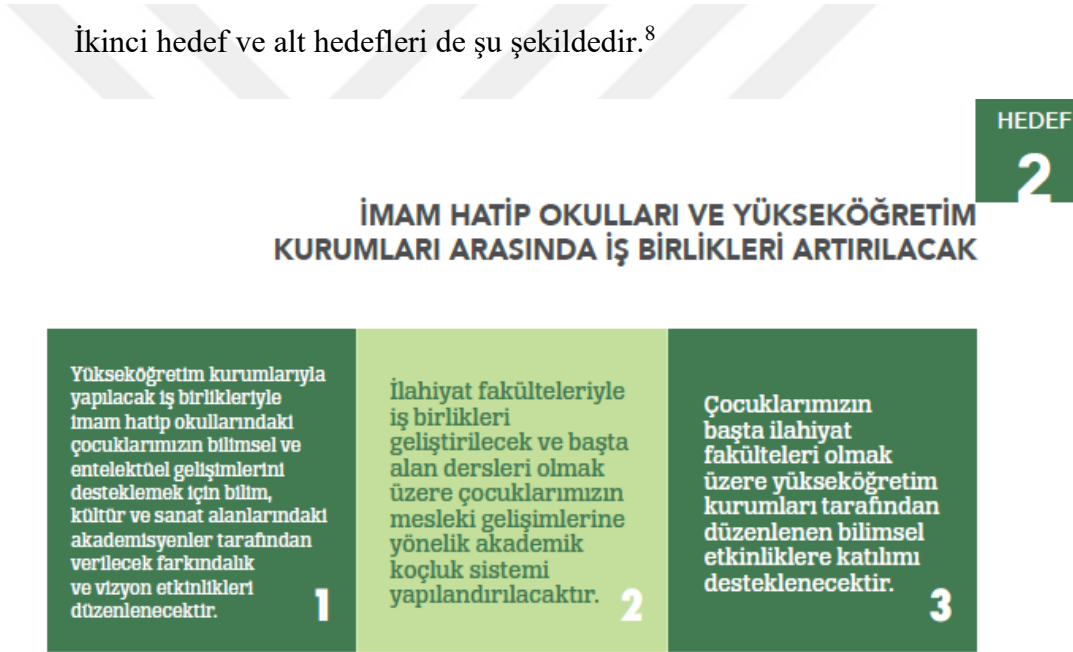 İkinci hedef ve alt hedefleri de şu şekildedir.8
HEDEF
2
İMAM HATİP OKULLARI VE YÜKSEKÖĞRETİM
KURUMLARI ARASINDA İŞ BİRLİKLERİ ARTIRILACAK
Yükseköğretim kurumlarıyla
yapılacak iş birlikleriyle
imam hatip okullarındaki
çocuklarımızın bilimsel ve
entelektüel gelişimlerini
desteklemek için bilim,
kültür ve sanat alanlarındaki
akademisyenler tarafından
verilecek farkındalık
ve vizyon etkinlikleri
düzenlenecektir.
1
İlahiyat fakülteleriyle
iş birlikleri
geliştirilecek ve başta
alan dersleri olmak
üzere çocuklarımızın
mesleki gelişimlerine
yönelik akademik
koçluk sistemi
yapılandırılacaktır.
2
Çocuklarımızın
başta ilahiyat
fakülteleri olmak
üzere yükseköğretim
kurumları tarafından
düzenlenen bilimsel
etkinliklere katılımı
desteklenecektir.
3